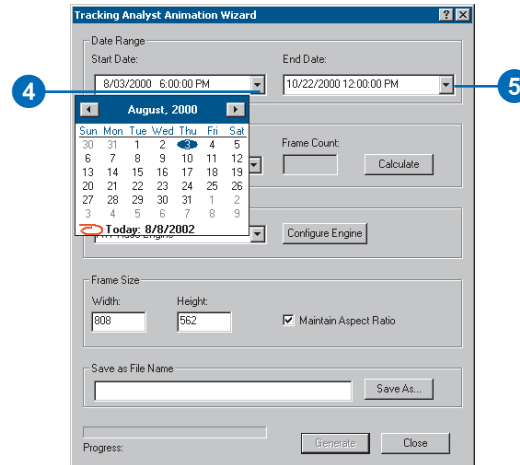 Tracking Analyst Animation Wizard
Date Range
Start Date:
End Date:
8/03/2000 6:00:00 PM
10/22/2000 12:00:00 PM
4
5
August, 2000
Sun Mon Tue Wed Thu Fri Sat
30 31 1 2 3 4 5
6 7 8 9 10 11 12
13 14 15 16 17 18 19
20 21 22 23 24 25 26
27 28 29 30 31 1 2
3 4 5 6 7 8 9
Today: 8/8/2002
Frame Count:
Calculate
Engine
Configure Engine
Frame Size
Width:
Height:
808
562
Maintain Aspect Ratio
Save as File Name
Save As...
Progress:
Generate
Close